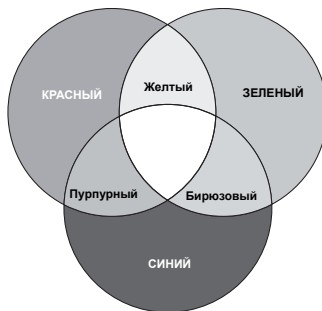 Желтый
КРАСНЫЙ
ЗЕЛЕНЫЙ
Пурпурный
Бирюзовый
СИНИЙ